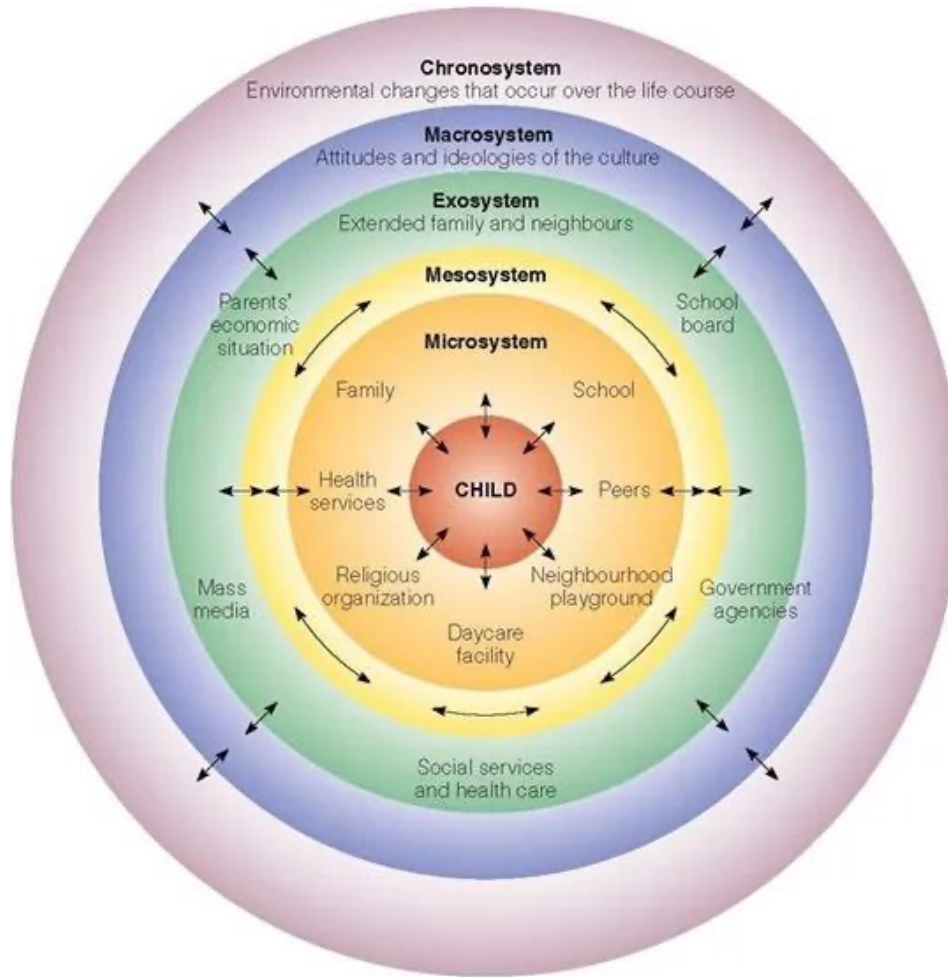 Chronosystem
Environmental changes that occur over the life course
Macrosystem
Attitudes and ideologies of the culture
Exosystem
Extended family and neighbours
Mesosystem
Parents'
economic
situation
School
board
Microsystem
Family
School
Health
services
CHILD
Peers
Religious
organization
Neighbourhood
playground
Mass
media
Government
agencies
Daycare
facility
Social services
and health care